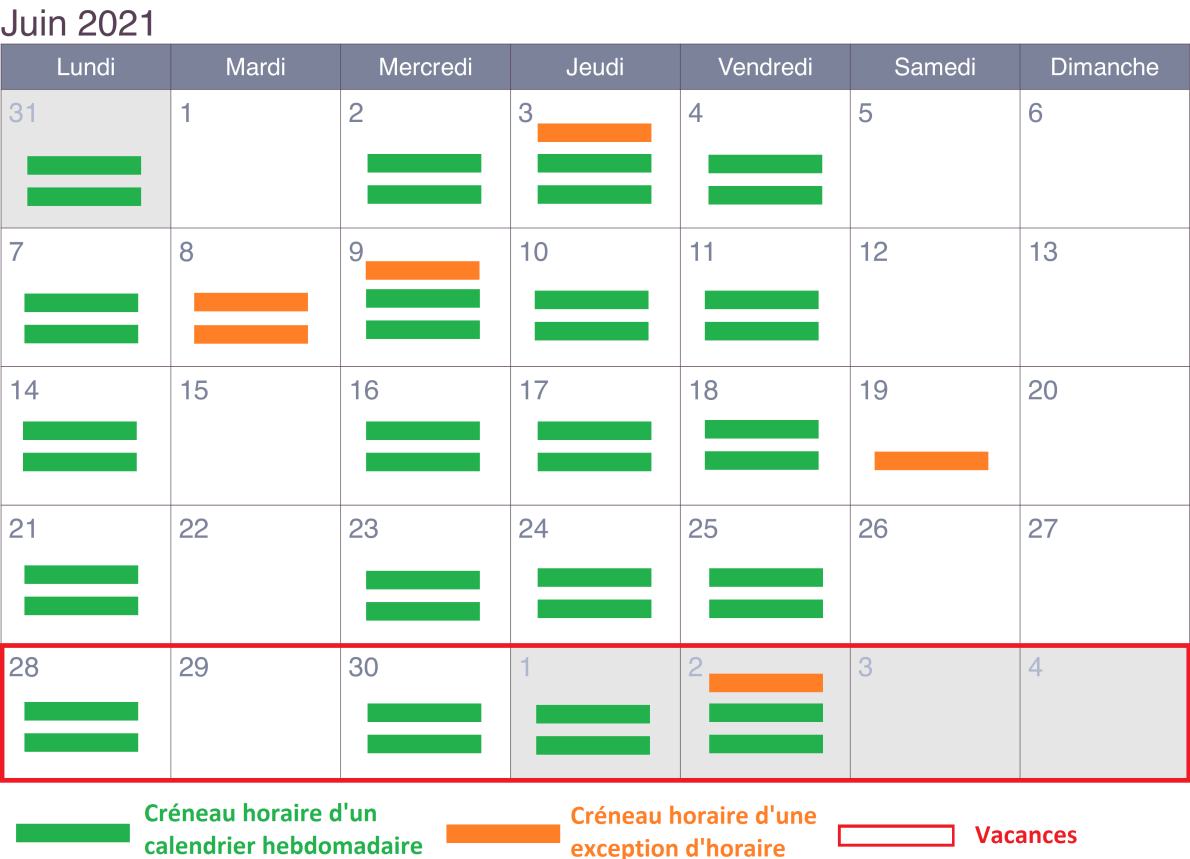 Juin 2021
Lundi Mardi Mercredi Jeudi Vendredi Samedi Dimanche
31 1 2 3 4 5 6
7 8 9 10 11 12 13
14 15 16 17 18 19 20
21 22 23 24 25 26 27
28 29 30 1 2 3 4
Créneau horaire d'un
calendrier hebdomadaire
Créneau horaire d'une
exception d'horaire
Vacances